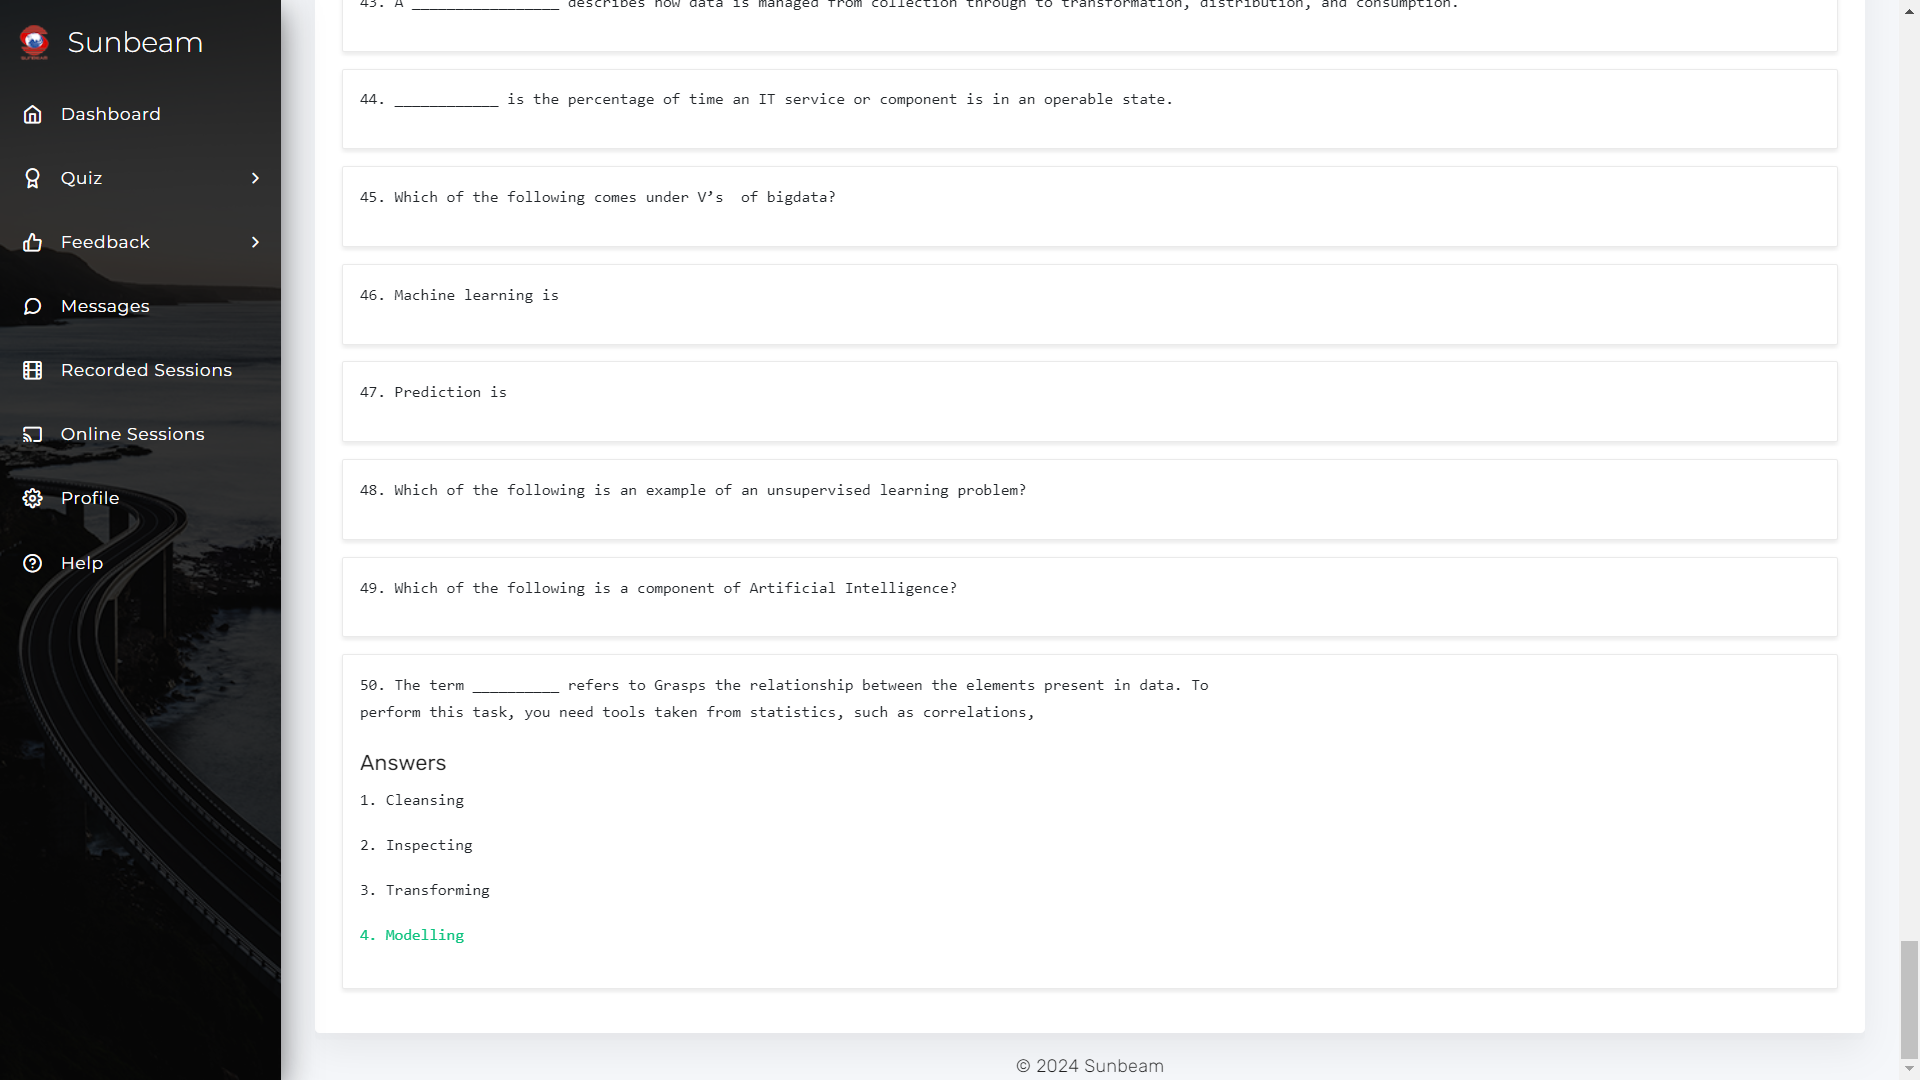 Sunbeam
Dashboard
Quiz
Feedback
Messages
Recorded Sessions
Online Sessions
Profile
Help
43. A _________________ describes how data is managed from collection through to transformation, distribution, and consumption.
44. ____________ is the percentage of time an IT service or component is in an operable state.
45. Which of the following comes under V’s  of bigdata?
46. Machine learning is
47. Prediction is
48. Which of the following is an example of an unsupervised learning problem?
49. Which of the following is a component of Artificial Intelligence?
50. The term __________ refers to Grasps the relationship between the elements present in data. To
perform this task, you need tools taken from statistics, such as correlations,
Answers
1. Cleansing
2. Inspecting
3. Transforming
4. Modelling
© 2024 Sunbeam